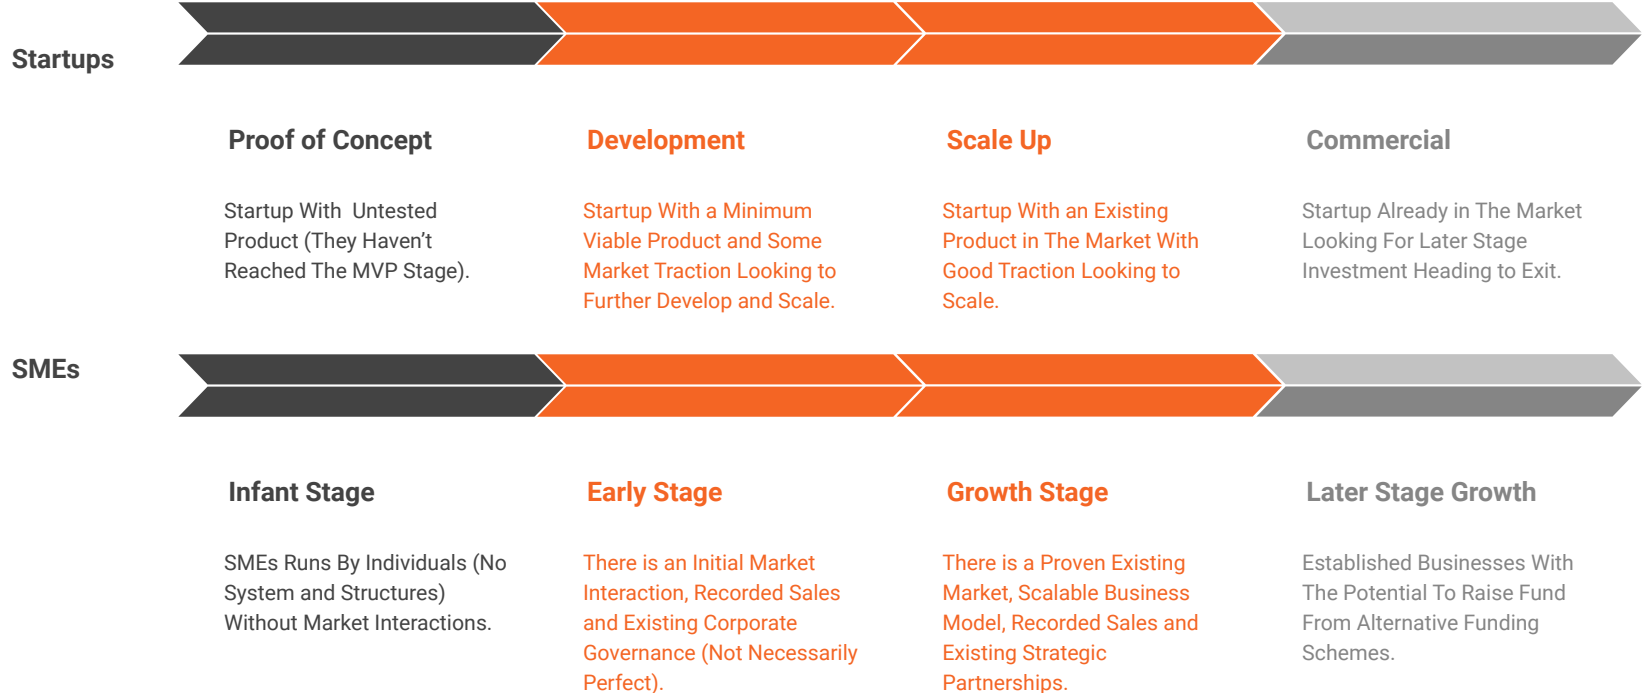 Startups
Proof of Concept
Startup With Untested
Product (They Haven't
Reached The MVP Stage).
Development
Startup With a Minimum
Viable Product and Some
Market Traction Looking to
Further Develop and Scale.
Scale Up
Startup With an Existing
Product in The Market With
Good Traction Looking to
Scale.
Commercial
Startup Already in The Market
Looking For Later Stage
Investment Heading to Exit.
SMEs
Infant Stage
SMEs Runs By Individuals (No
System and Structures)
Without Market Interactions.
Early Stage
There is an Initial Market
Interaction, Recorded Sales
and Existing Corporate
Governance (Not Necessarily
Perfect).
Growth Stage
There is a Proven Existing
Market, Scalable Business
Model, Recorded Sales and
Existing Strategic
Partnerships.
Later Stage Growth
Established Businesses With
The Potential To Raise Fund
From Alternative Funding
Schemes.